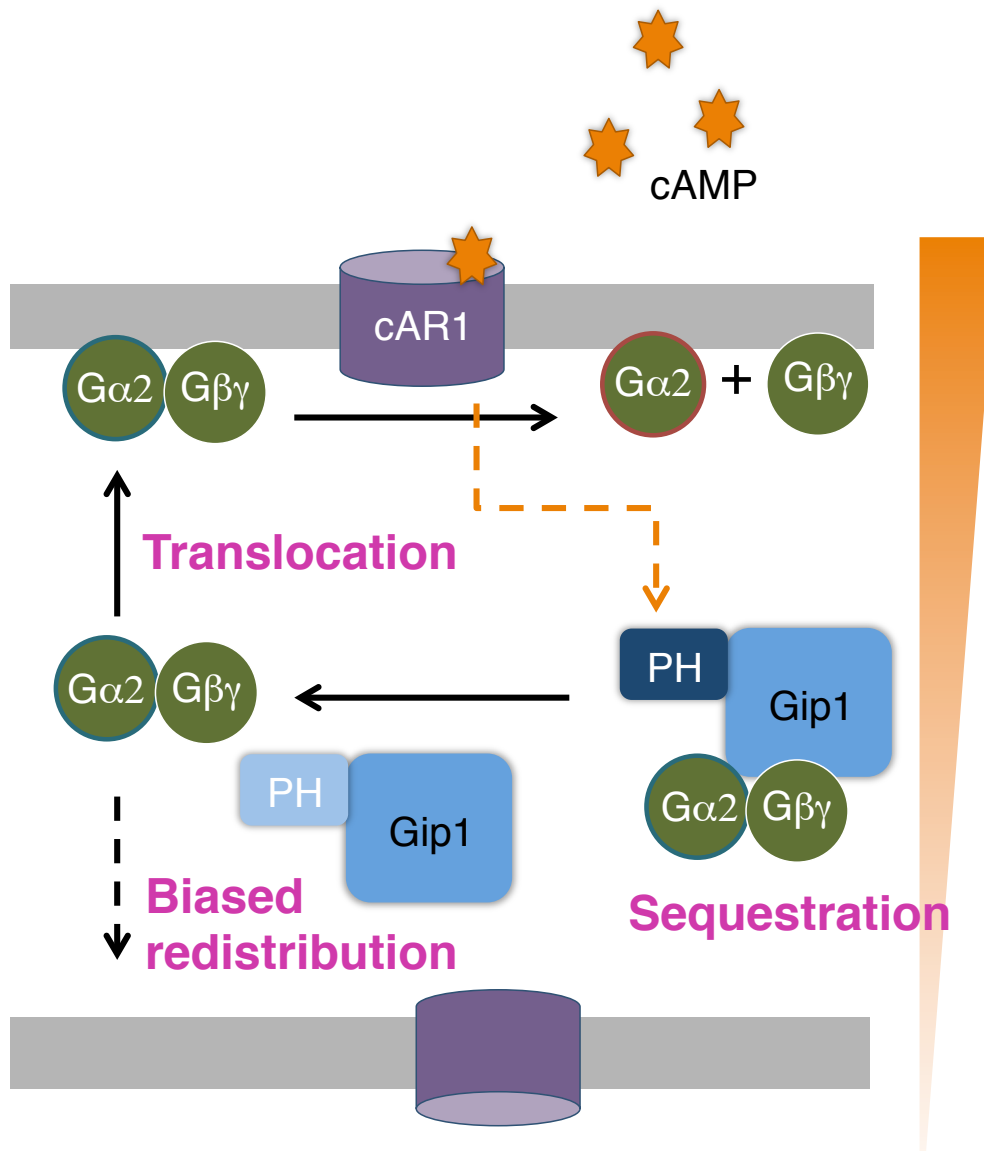 cAMP
cAR1
Gα2 Gβγ
Gα2 + Gβγ
Translocation
Gα2 Gβγ
PH
Gip1
PH
Gip1
Gα2 Gβγ
Biased
redistribution
Sequestration